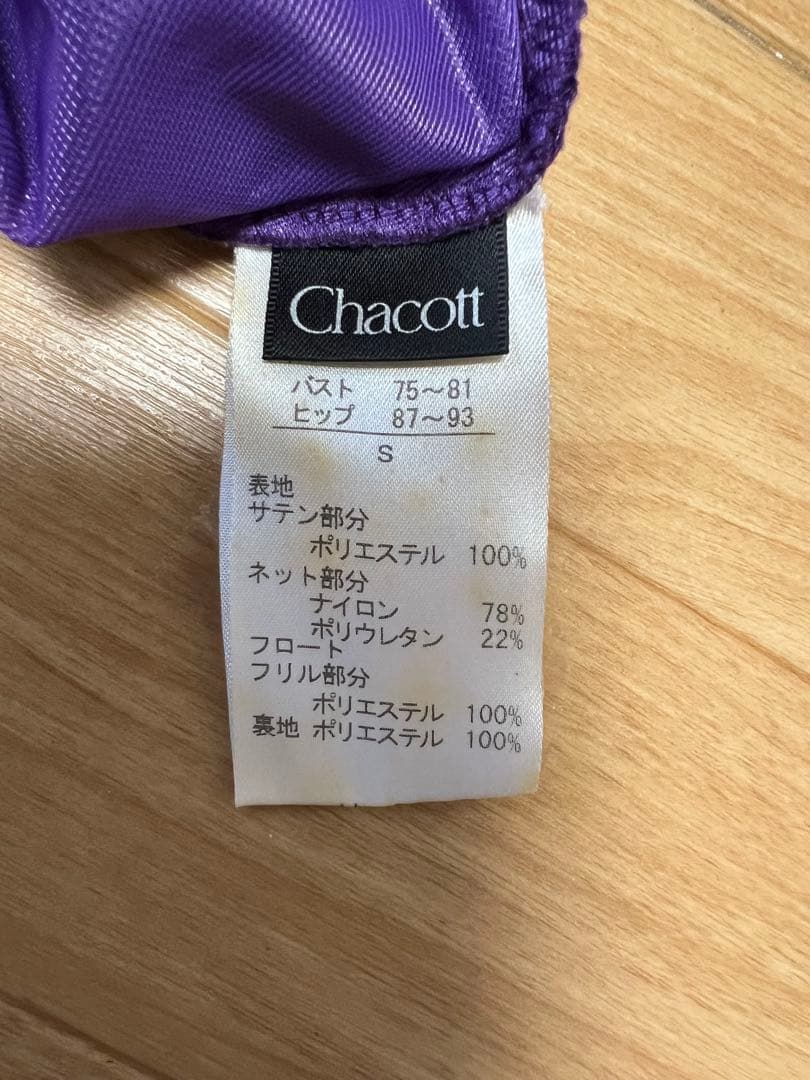 Chacott
バスト 75～81
ヒップ 87～93
S
表地
サテン部分
ポリエステル 100%
ネット部分
ナイロン 78%
ポリウレタン 22%
フロート
フリル部分
ポリエステル 100%
裏地 ポリエステル 100%